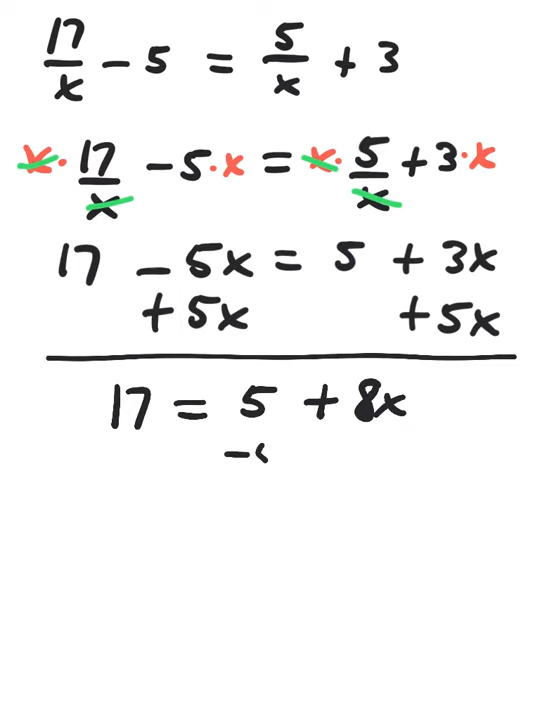 17/x - 5 = 5/x + 3
x · 17/x - 5 · x = x · 5/x + 3 · x
17 - 5x = 5 + 3x
+ 5x + 5x
17 = 5 + 8x
-